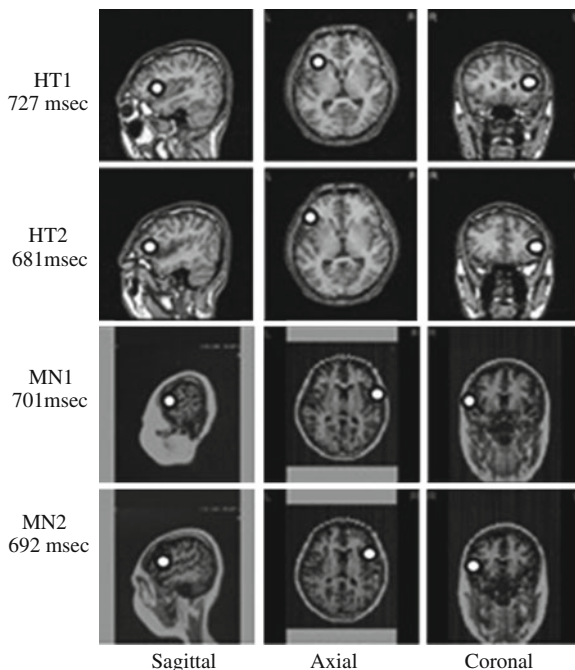 HT1
727 msec
HT2
681msec
MN1
701msec
MN2
692 msec
Sagittal
Axial
Coronal